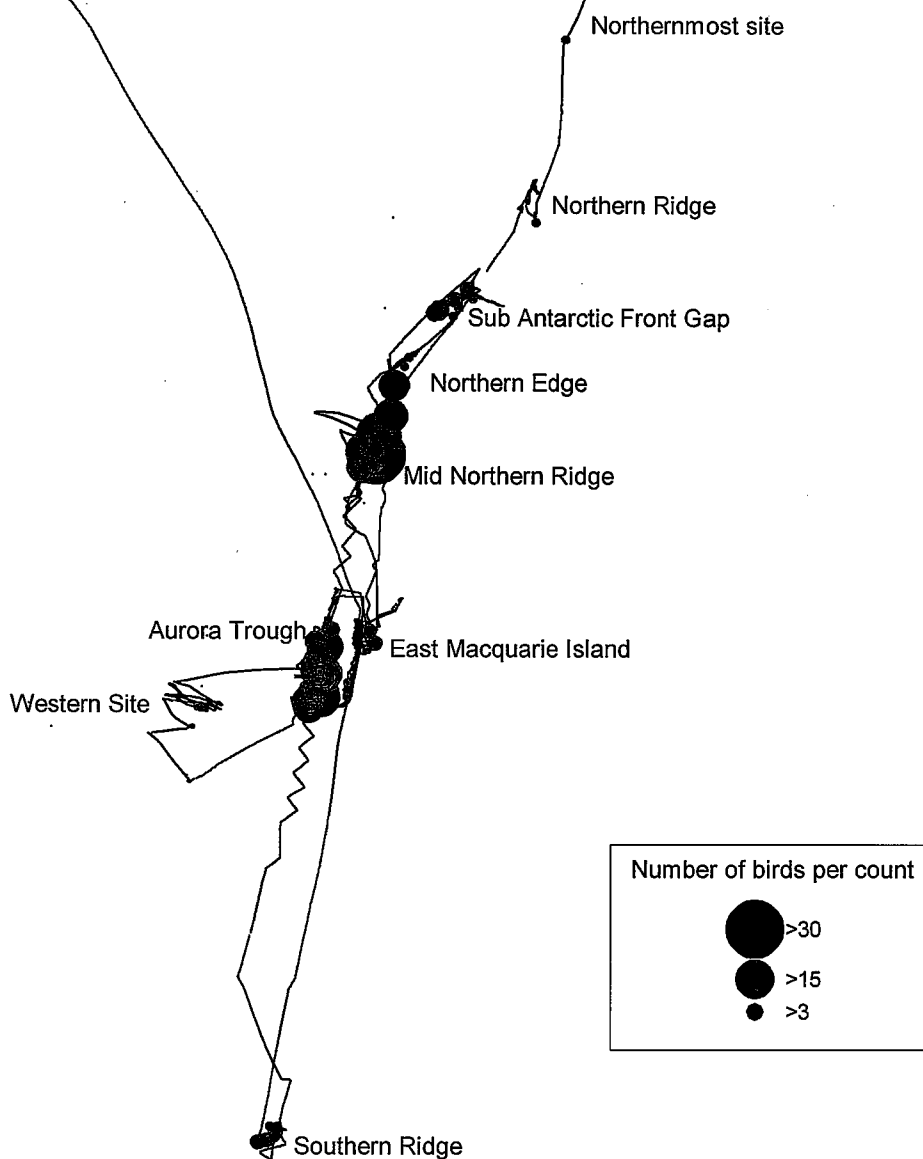 Northernmost site
Northern Ridge
Sub Antarctic Front Gap
Northern Edge
Mid Northern Ridge
Aurora Trough
East Macquarie Island
Western Site
Number of birds per count
>30
>15
>3
Southern Ridge